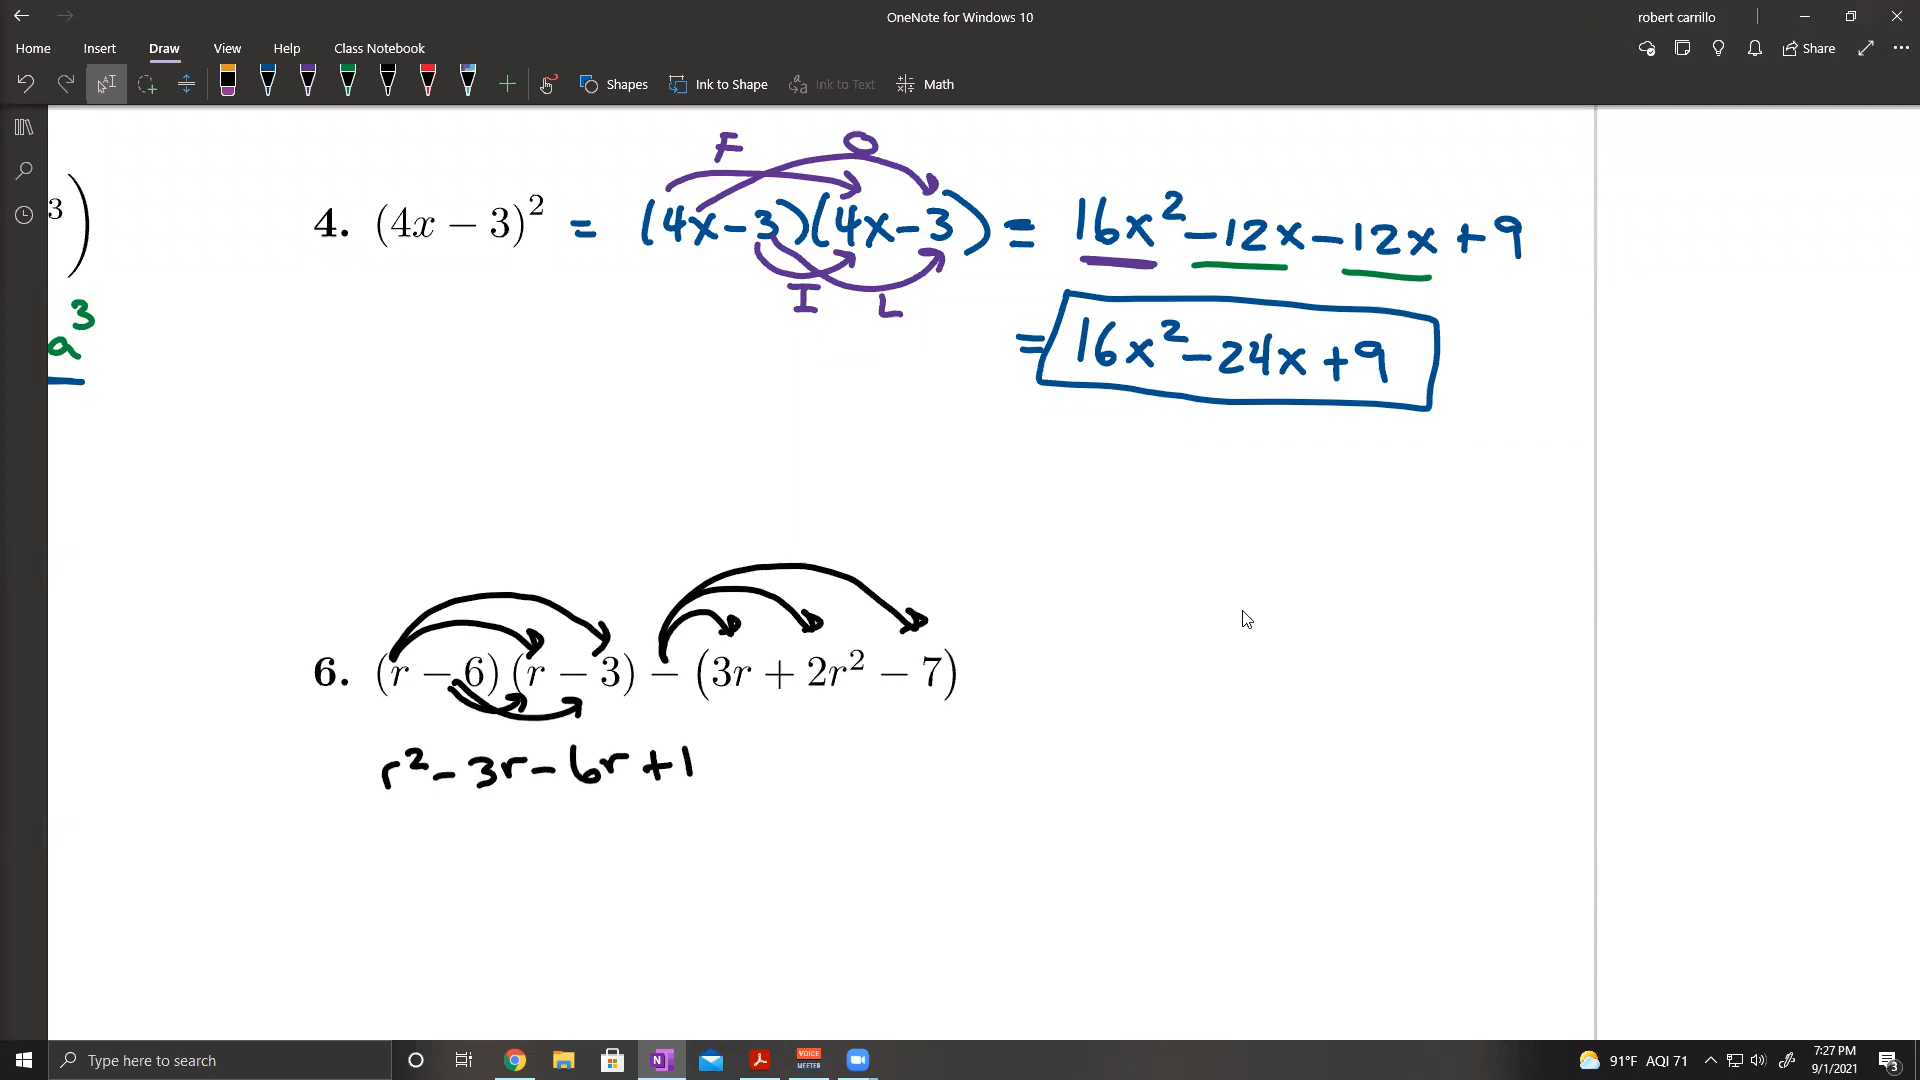 OneNote for Windows 10
robert carrillo
Home Insert Draw View Help Class Notebook
Share
Shapes Ink to Shape Ink to Text Math
F O
4. (4x − 3)² = (4x-3)(4x-3) = 16x² - 12x - 12x + 9
I L
3)
a³
= 16x² - 24x + 9
6. (r − 6) (r − 3) − (3r + 2r² − 7)
r² - 3r - 6r + 1
Type here to search
N
VOICE
MEETER
91°F AQI 71
7:27 PM
9/1/2021
3